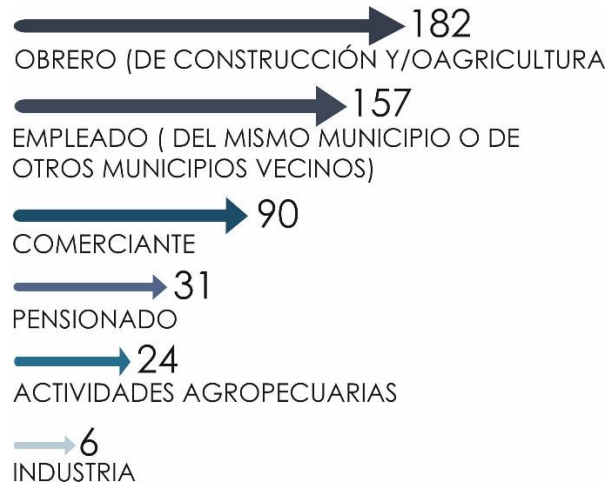 182
OBRERO (DE CONSTRUCCIÓN Y/OAGRICULTURA
157
EMPLEADO ( DEL MISMO MUNICIPIO O DE
OTROS MUNICIPIOS VECINOS)
90
COMERCIANTE
31
PENSIONADO
24
ACTIVIDADES AGROPECUARIAS
6
INDUSTRIA